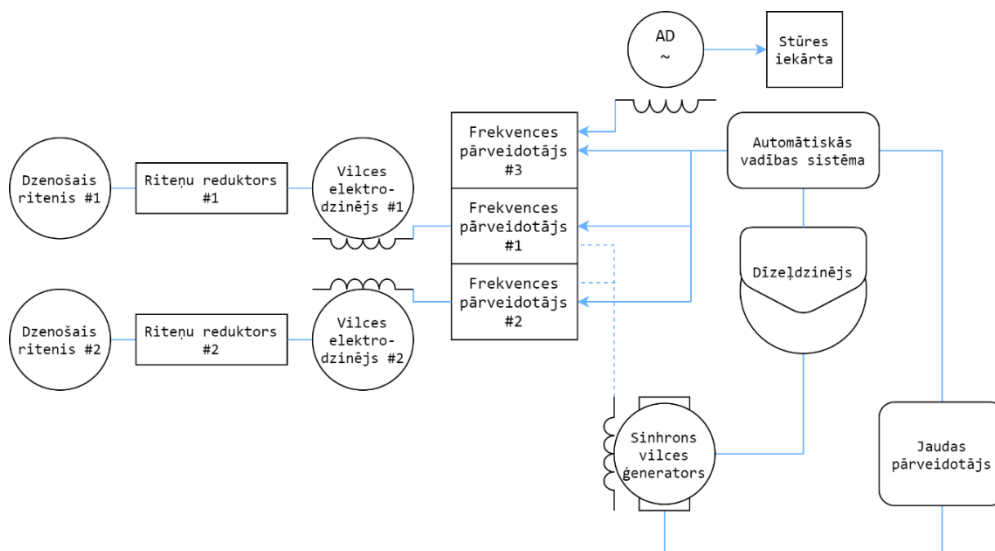 AD
~
Stūres
iekārta
Frekvences
pārveidotājs
#3
Automātiskās
vadības sistēma
Dzenošais
ritenis #1
Riteņu reduktors
#1
Vilces
elektro-
dzinējs #1
Frekvences
pārveidotājs
#1
Dīzeļdzinējs
Frekvences
pārveidotājs
#2
Dzenošais
ritenis #2
Riteņu reduktors
#2
Vilces
elektro-
dzinējs #2
Sinhrons
vilces
ģenerators
Jaudas
pārveidotājs